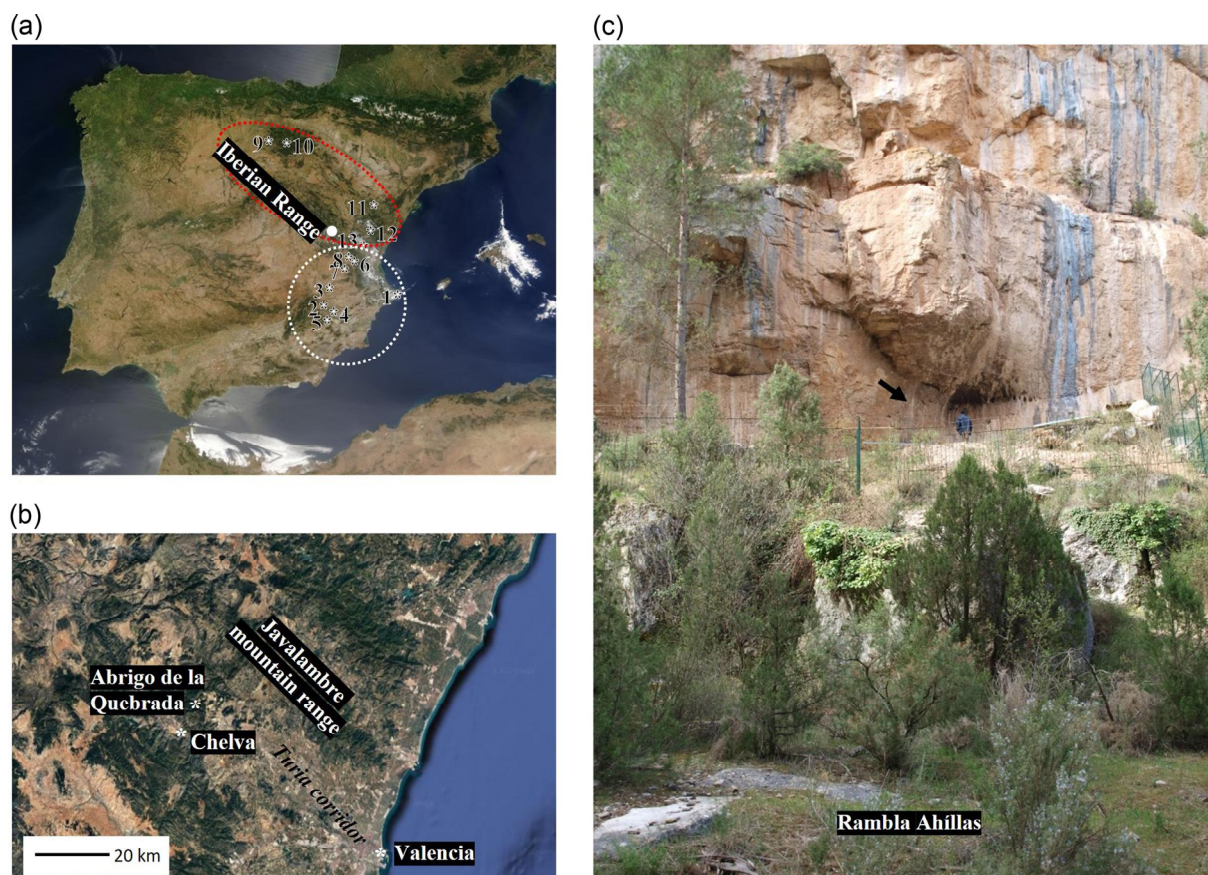 (a)
9* *10
Iberian Range
11*
*12
13
8*
7* *6
3*
1*
2*
*4
5*
(b)
Javalambre
mountain range
Abrigo de la
Quebrada *
*
Chelva
Turia corridor
20 km
* Valencia
(c)
Rambla Ahíllas